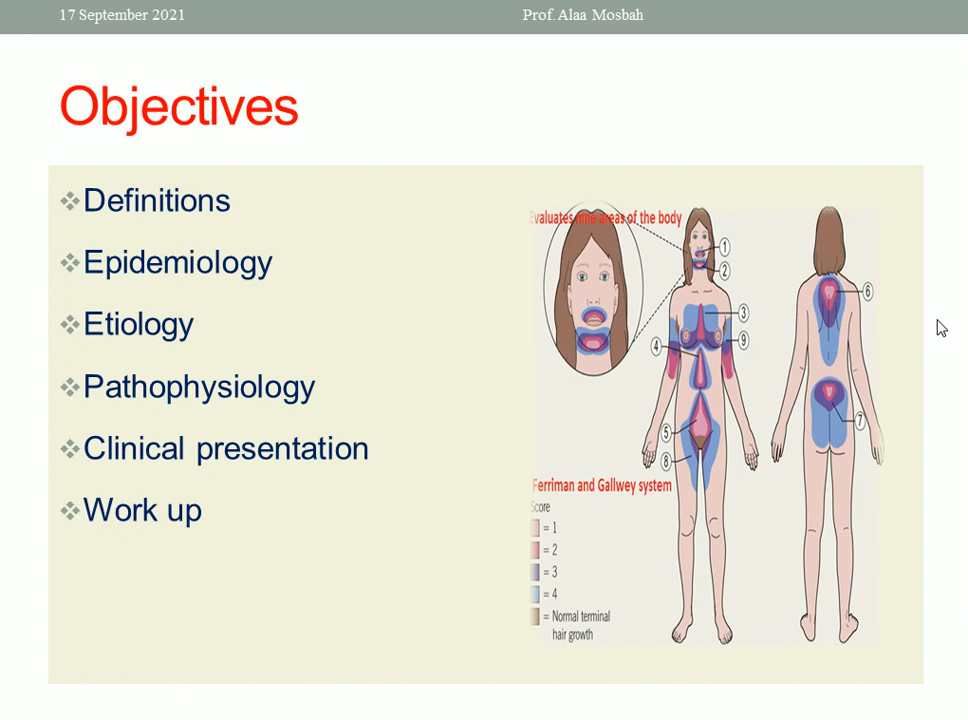 17 September 2021
Prof. Alaa Mosbah
Objectives
Definitions
Epidemiology
Etiology
Pathophysiology
Clinical presentation
Work up
Evaluates nine areas of the body
1
2
3
9
4
5
8
6
7
Ferriman and Gallwey system
Score
= 1
= 2
= 3
= 4
= Normal terminal
hair growth